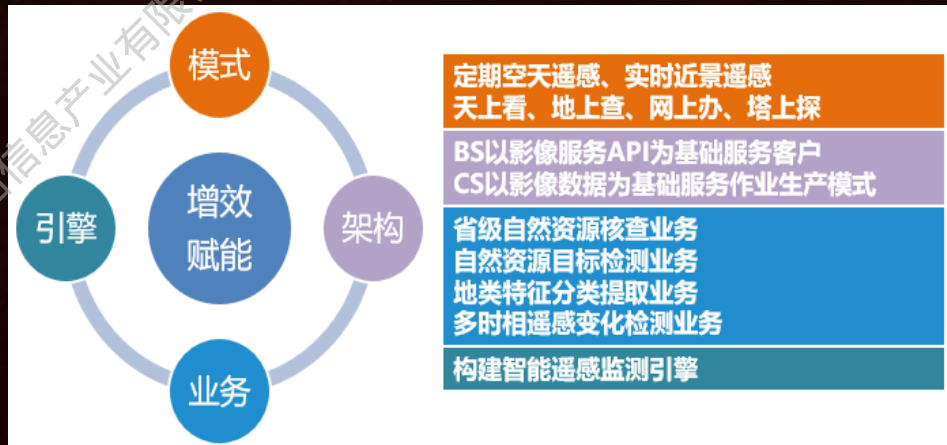 模式
引擎
增效
赋能
架构
业务
定期空天遥感、实时近景遥感
天上看、地上查、网上办、塔上探
BS以影像服务API为基础服务客户
CS以影像数据为基础服务作业生产模式
省级自然资源核查业务
自然资源目标检测业务
地类特征分类提取业务
多时相遥感变化检测业务
构建智能遥感监测引擎
信息产业有限